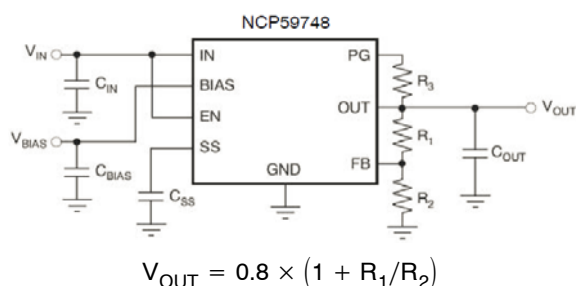 NCP59748
VIN
IN
PG
CIN
BIAS
R3
EN
OUT
VOUT
VBIAS
R1
SS
FB
COUT
CBIAS
CSS
GND
R2
VOUT = 0.8 × (1 + R1/R2)